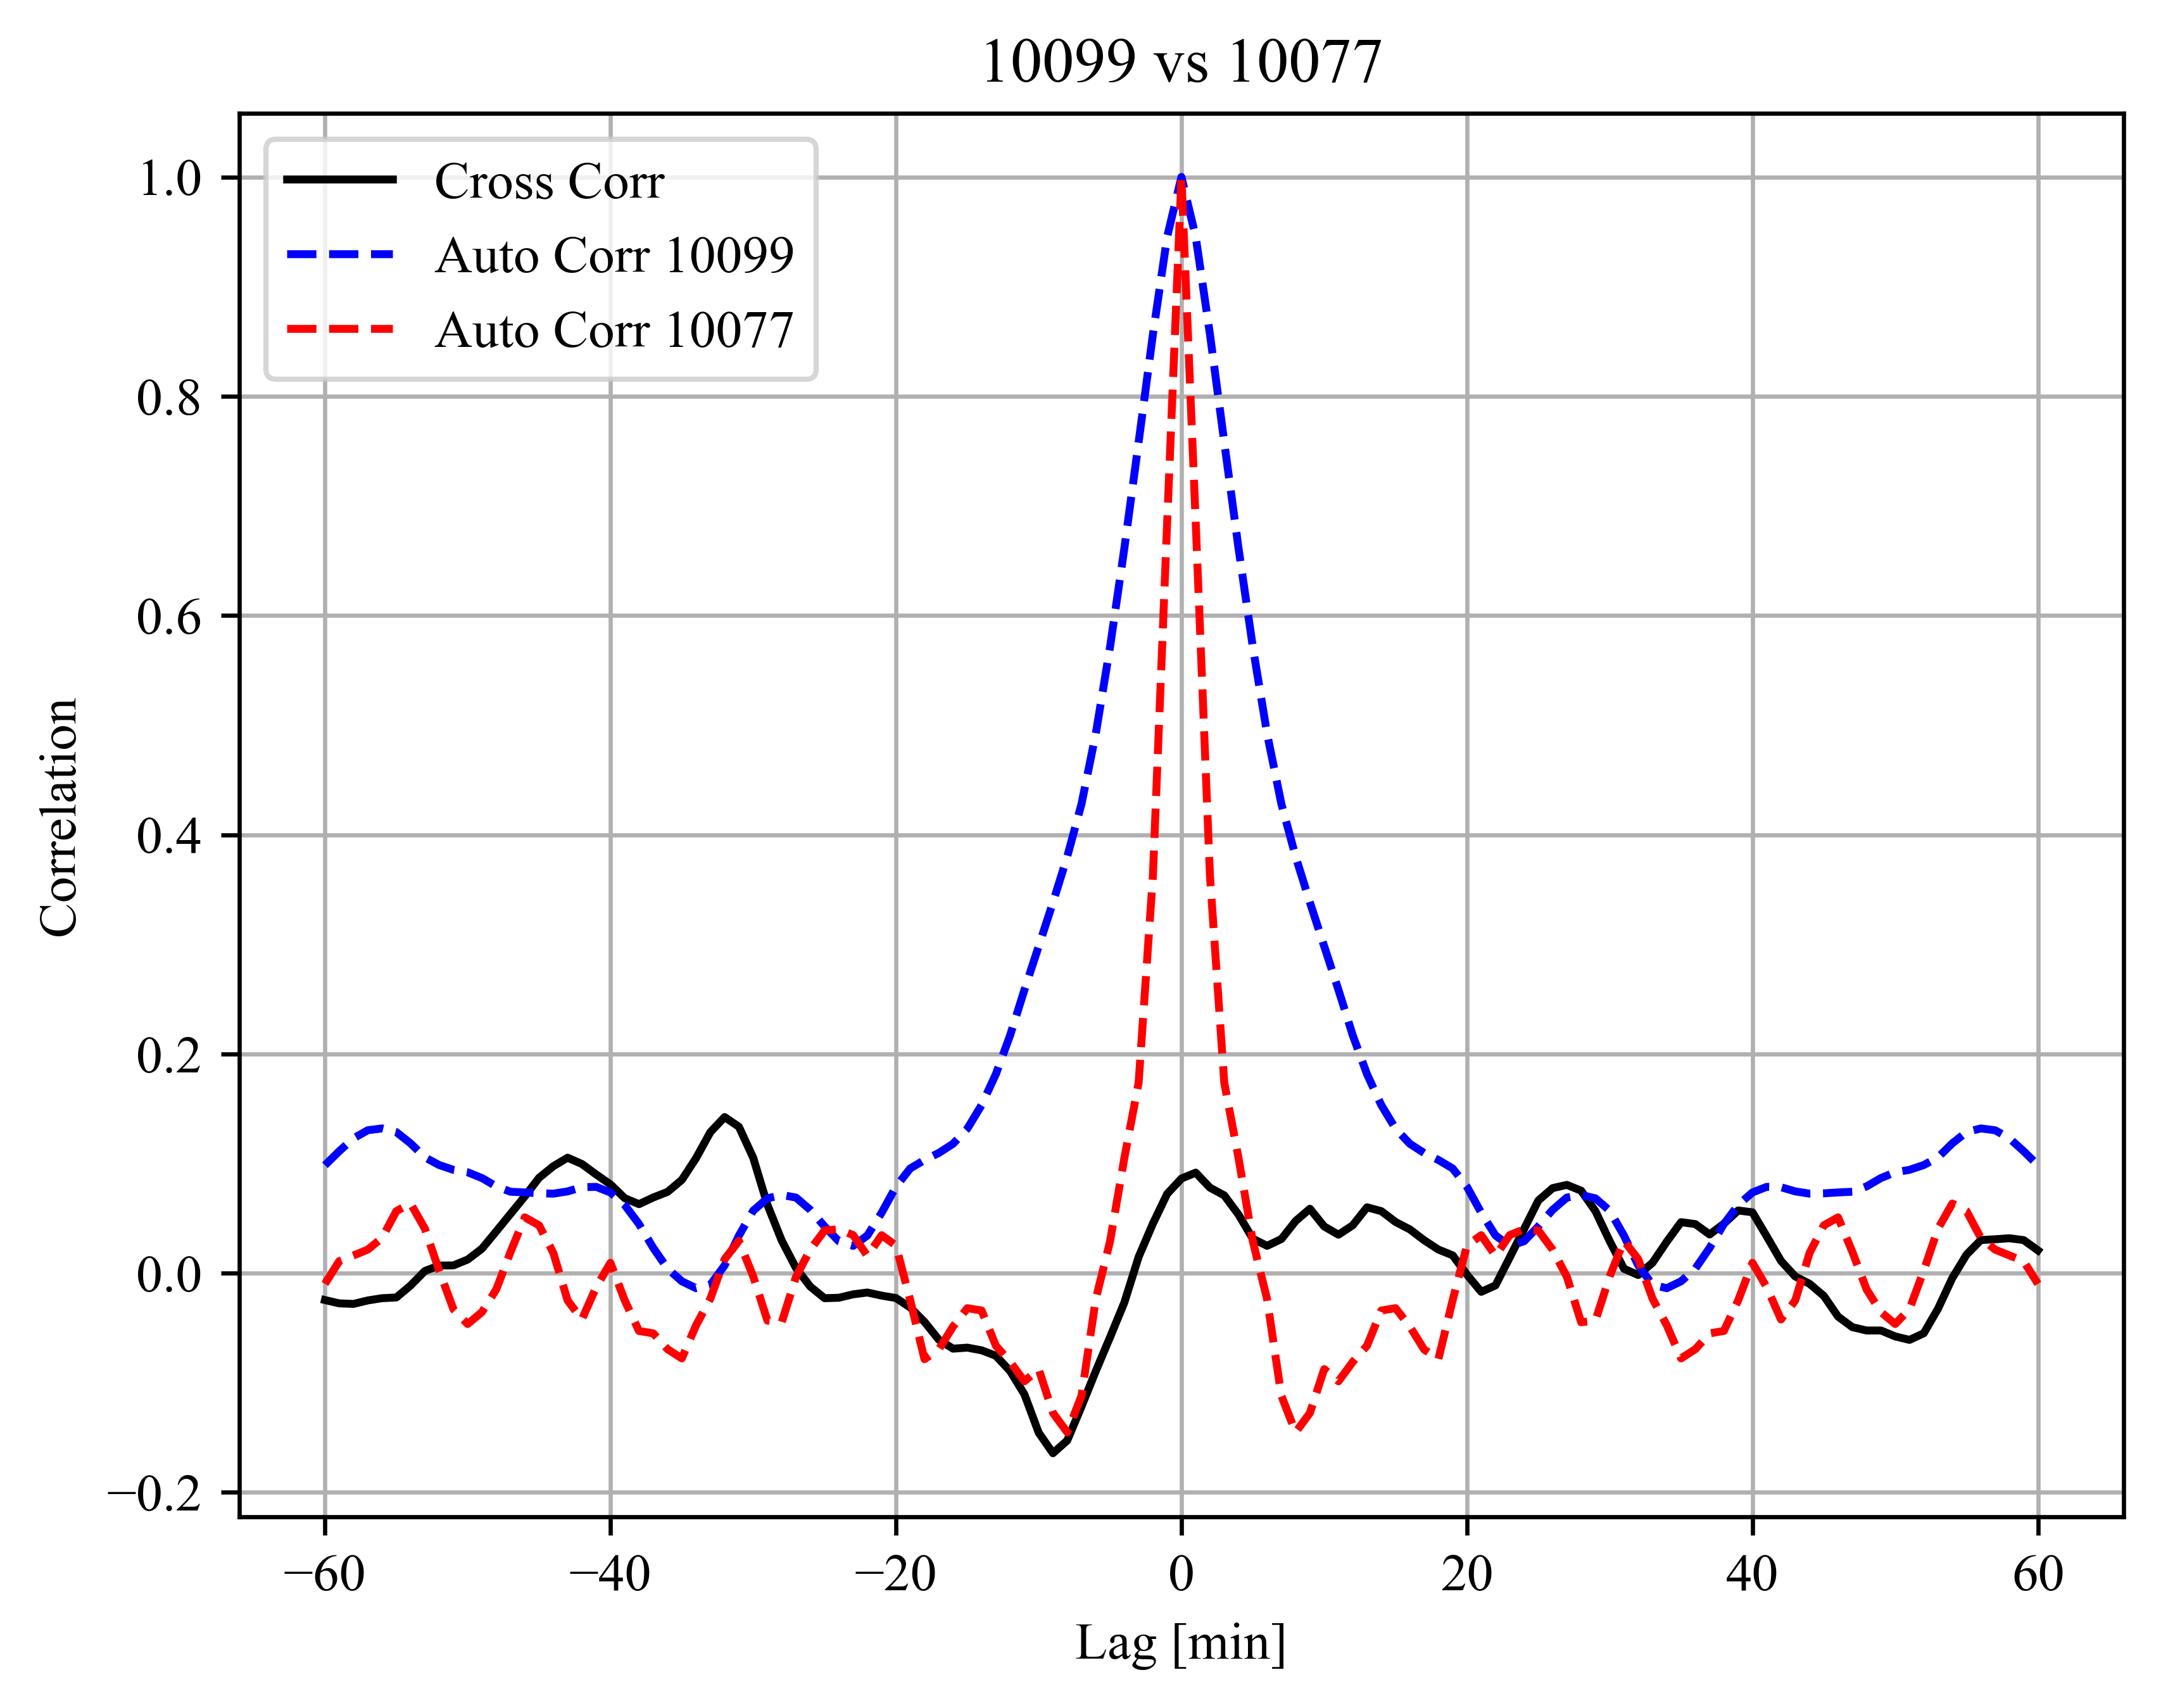 10099 vs 10077
Cross Corr
Auto Corr 10099
Auto Corr 10077
1.0
0.8
0.6
0.4
0.2
0.0
−0.2
Correlation
−60 −40 −20 0 20 40 60
Lag [min]